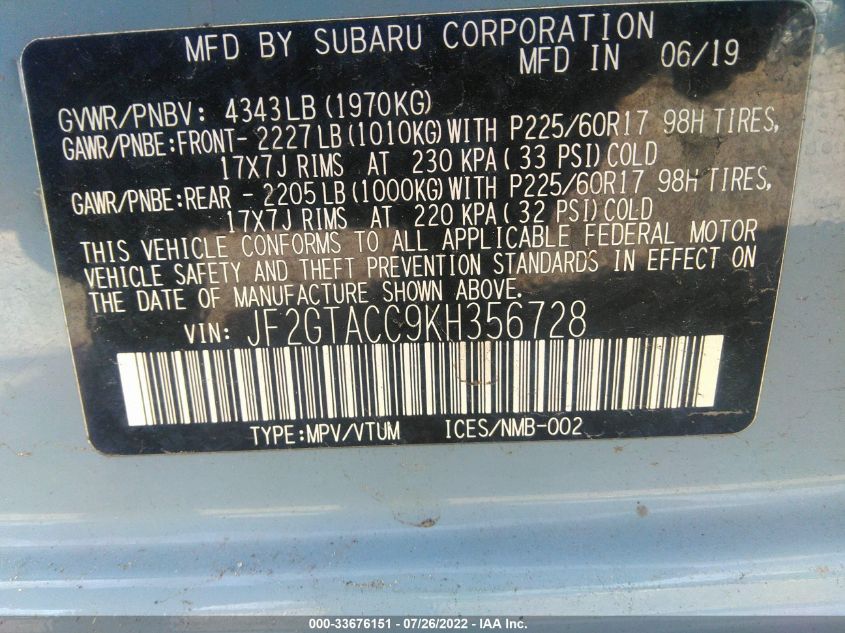 MFD BY SUBARU CORPORATION
MFD IN 06/19
GVWR/PNBV: 4343LB(1970KG)
GAWR/PNBE:FRONT-2227LB(1010KG)WITH P225/60R17 98H TIRES,
17X7J RIMS AT 230 KPA(33 PSI)COLD
GAWR/PNBE:REAR -2205LB(1000KG)WITH P225/60R17 98H TIRES,
17X7J RIMS AT 220 KPA(32 PSI)COLD
THIS VEHICLE CONFORMS TO ALL APPLICABLE FEDERAL MOTOR
VEHICLE SAFETY AND THEFT PREVENTION STANDARDS IN EFFECT ON
THE DATE OF MANUFACTURE SHOWN ABOVE.
VIN: JF2GTACC9KH356728
TYPE:MPV/VTUM ICES/NMB-002
000-33676151 / 07/26/2022 - IAA Inc.